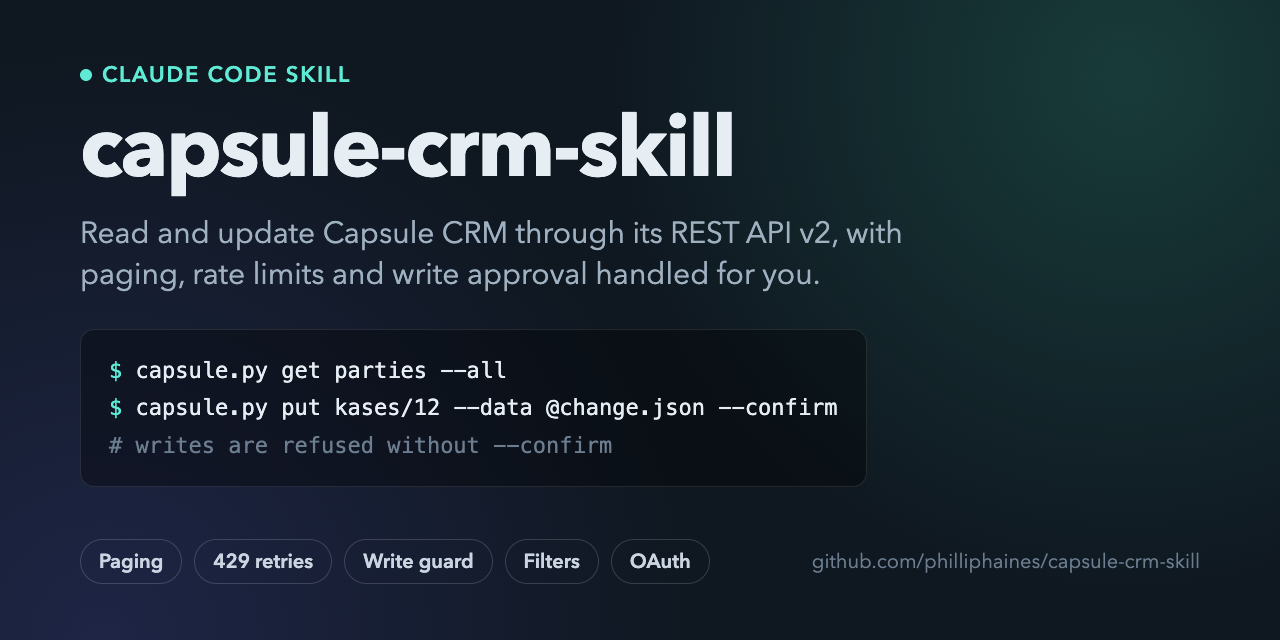 CLAUDE CODE SKILL
capsule-crm-skill
Read and update Capsule CRM through its REST API v2, with
paging, rate limits and write approval handled for you.
$ capsule.py get parties --all
$ capsule.py put kases/12 --data @change.json --confirm
# writes are refused without --confirm
Paging 429 retries Write guard Filters OAuth github.com/philliphaines/capsule-crm-skill